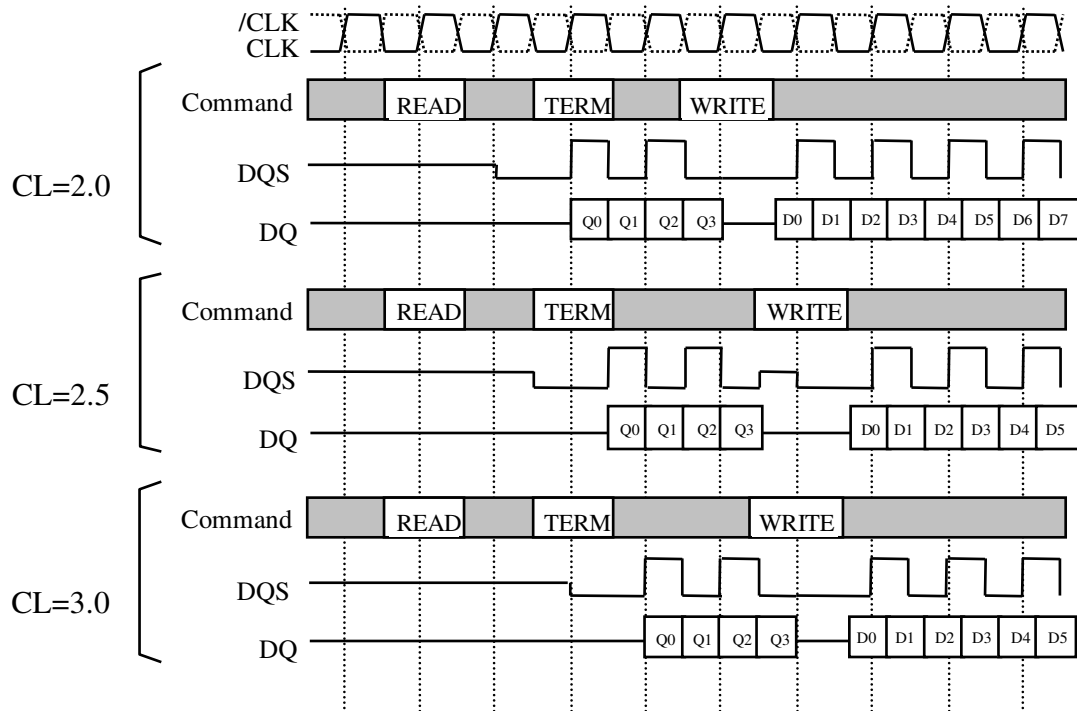 /CLK
CLK
Command READ TERM WRITE
DQS
CL=2.0
DQ Q0 Q1 Q2 Q3 D0 D1 D2 D3 D4 D5 D6 D7
Command READ TERM WRITE
DQS
CL=2.5
DQ Q0 Q1 Q2 Q3 D0 D1 D2 D3 D4 D5
Command READ TERM WRITE
DQS
CL=3.0
DQ Q0 Q1 Q2 Q3 D0 D1 D2 D3 D4 D5